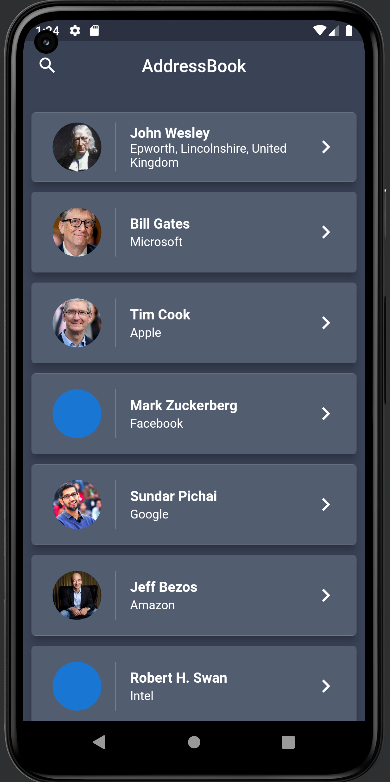 1:24
AddressBook
John Wesley
Epworth, Lincolnshire, United
Kingdom
Bill Gates
Microsoft
Tim Cook
Apple
Mark Zuckerberg
Facebook
Sundar Pichai
Google
Jeff Bezos
Amazon
Robert H. Swan
Intel